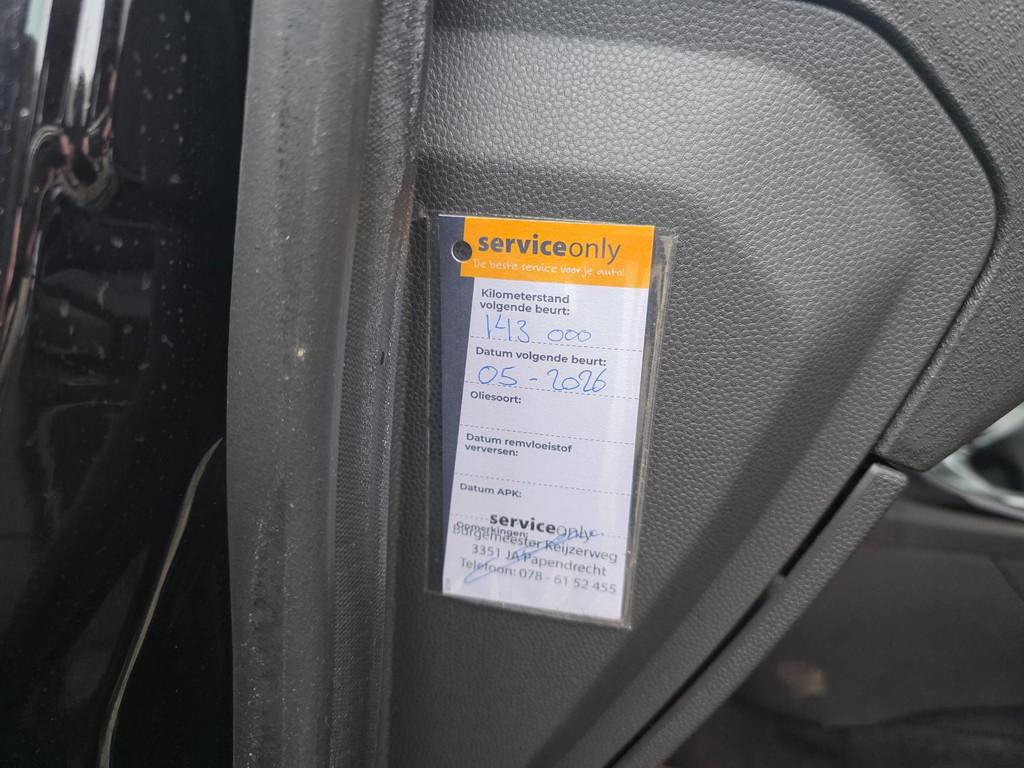 serviceonly
De beste service voor je auto!
Kilometerstand
volgende beurt:
143 000
Datum volgende beurt:
05 - 2026
Oliesoort:
Datum remvloeistof
verversen:
Datum APK:
serviceonly
Opmerkingen:
Burgemeester Keijzerweg
3351 JA Papendrecht
Telefoon: 078 - 61 52 455